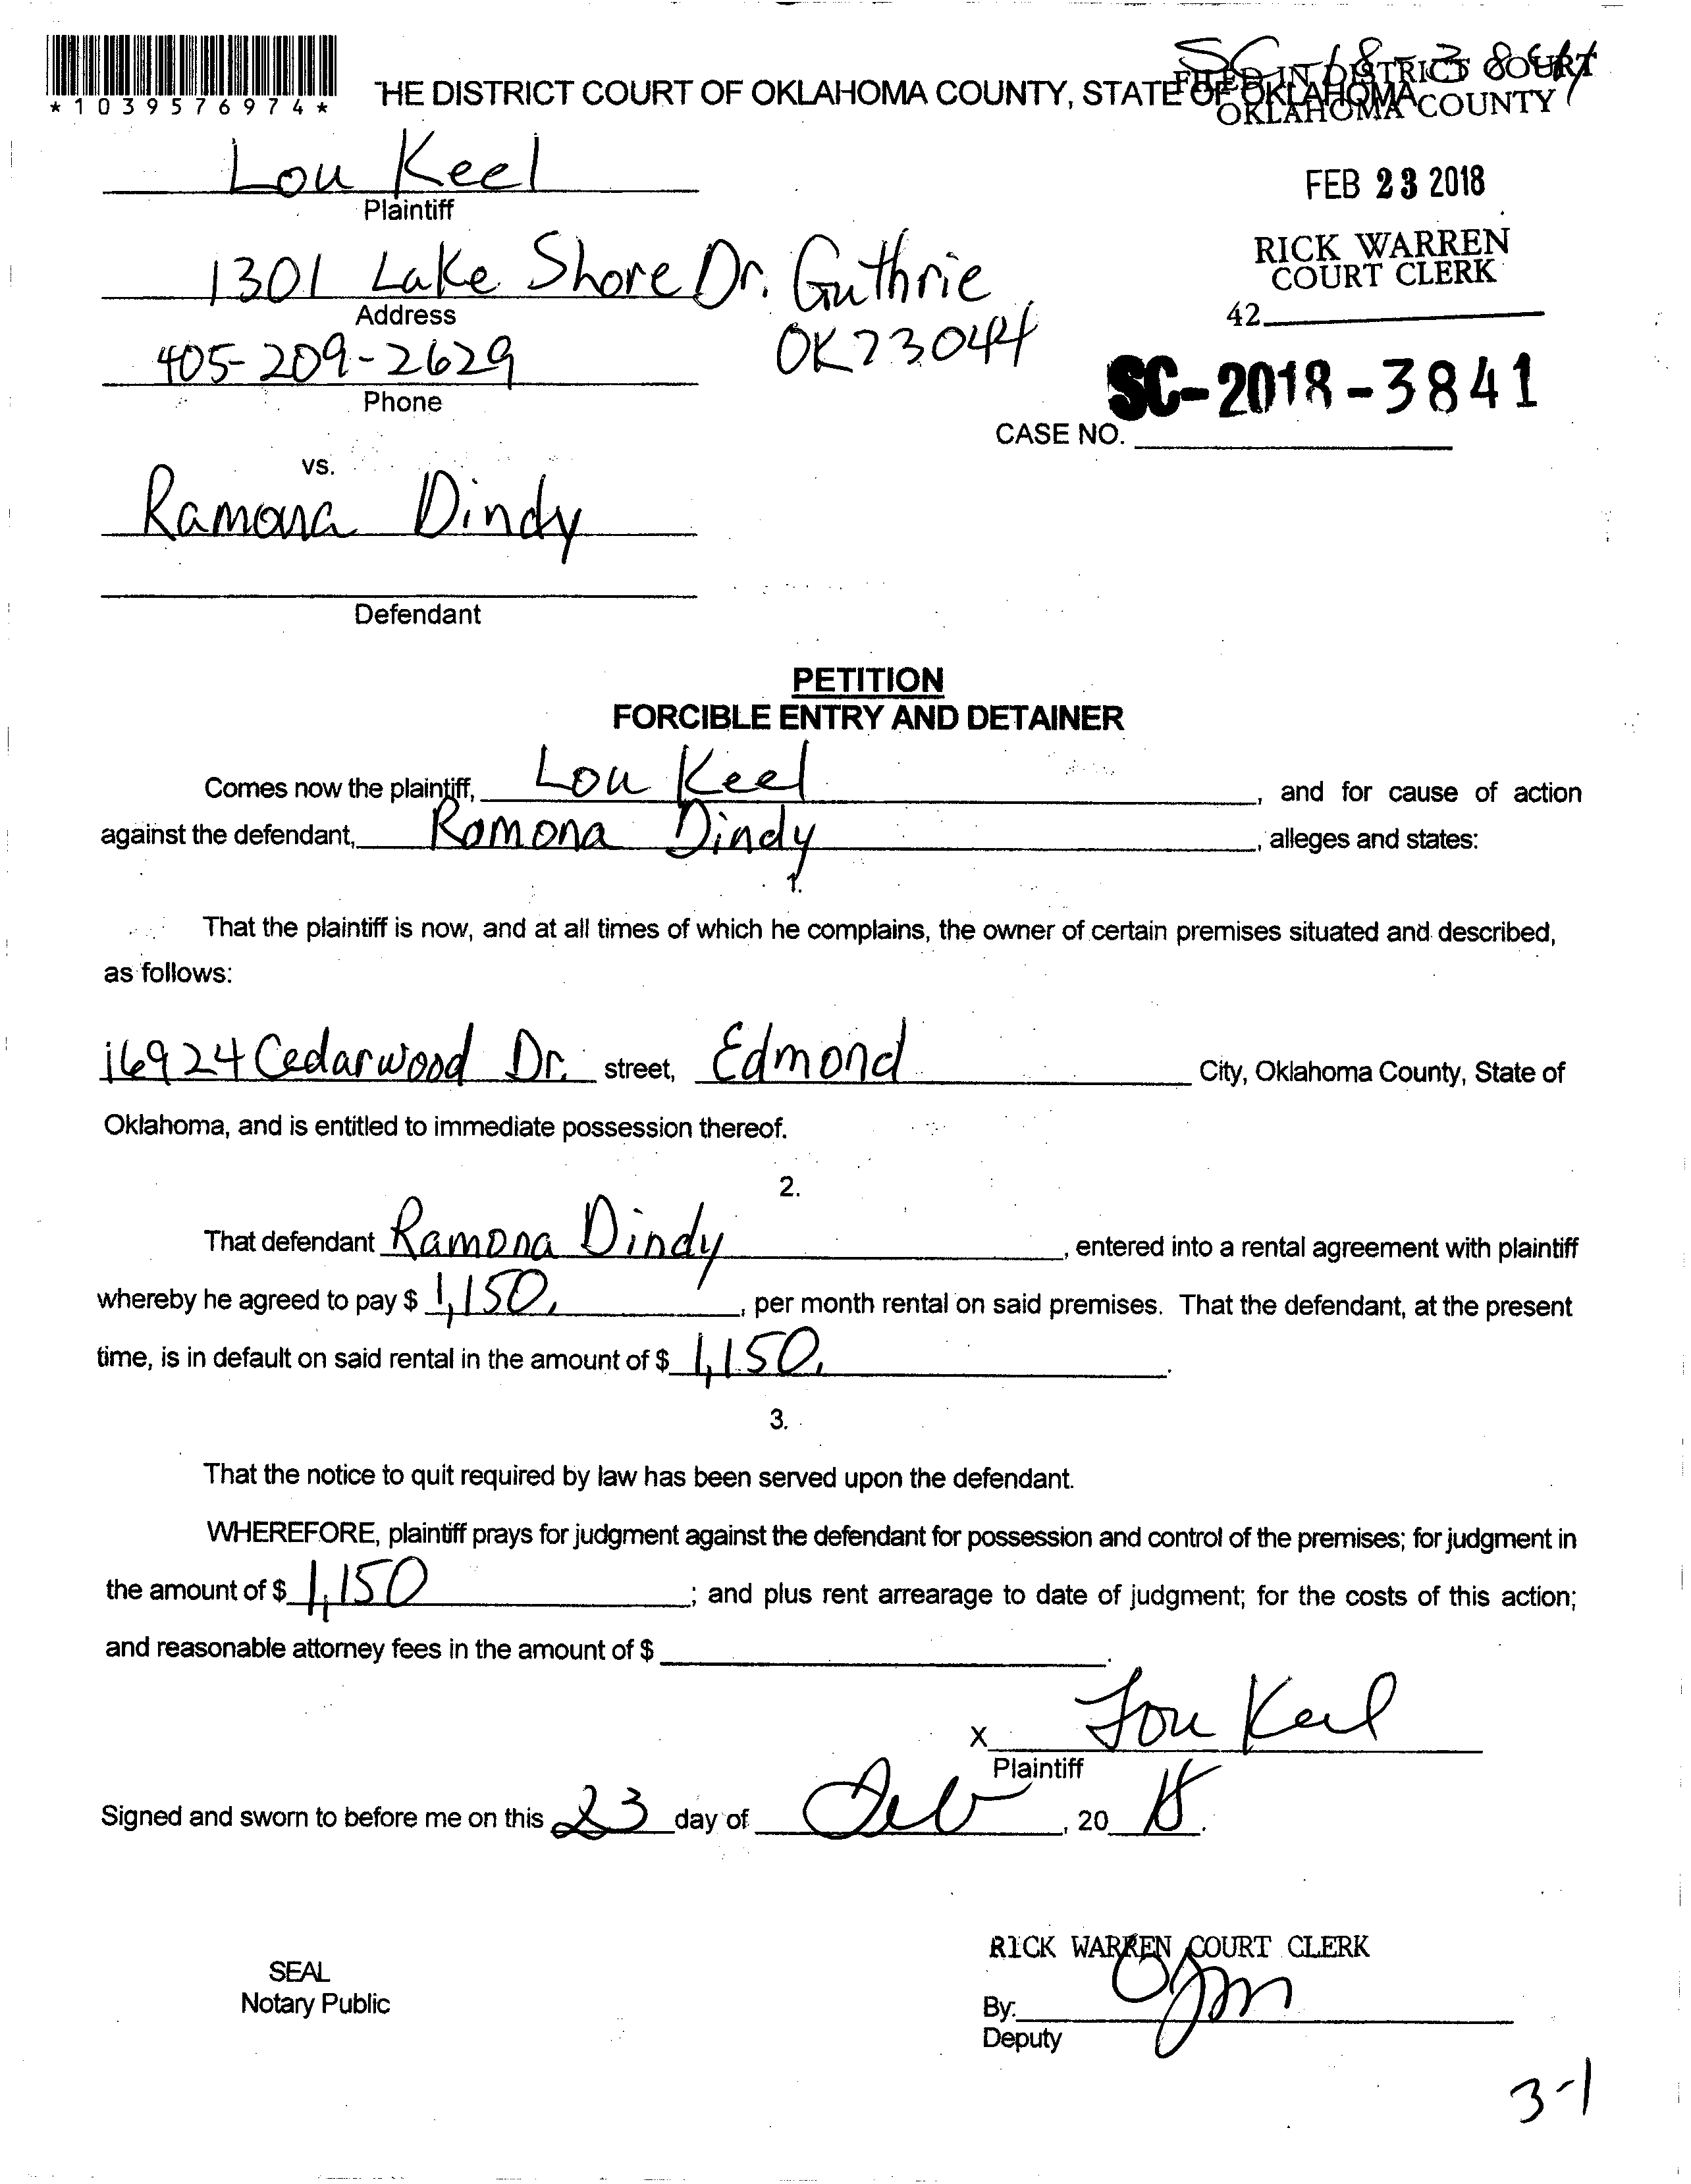 *1039576974*
THE DISTRICT COURT OF OKLAHOMA COUNTY, STATE OF OKLAHOMA
FILED IN DISTRICT COURT
OKLAHOMA COUNTY
Lou Keel
Plaintiff
FEB 23 2018
RICK WARREN
COURT CLERK
42
1301 Lake Shore Dr. Guthrie
Address
OK 73044
405-209-2629
Phone
SC-2018-3841
CASE NO.
vs.
Ramona Dindy
Defendant
PETITION
FORCIBLE ENTRY AND DETAINER
Comes now the plaintiff, Lou Keel, and for cause of action
against the defendant, Ramona Dindy, alleges and states:
1.
That the plaintiff is now, and at all times of which he complains, the owner of certain premises situated and described,
as follows:
16924 Cedarwood Dr. street, Edmond City, Oklahoma County, State of
Oklahoma, and is entitled to immediate possession thereof.
2.
That defendant Ramona Dindy, entered into a rental agreement with plaintiff
whereby he agreed to pay $ 1,150. , per month rental on said premises. That the defendant, at the present
time, is in default on said rental in the amount of $ 1,150. .
3.
That the notice to quit required by law has been served upon the defendant.
WHEREFORE, plaintiff prays for judgment against the defendant for possession and control of the premises; for judgment in
the amount of $ 1,150 ; and plus rent arrearage to date of judgment; for the costs of this action;
and reasonable attorney fees in the amount of $ .
X Lou Keel
Plaintiff
Signed and sworn to before me on this 23 day of Feb , 20 18.
RICK WARREN COURT CLERK
SEAL
Notary Public
By:
Deputy
3-1